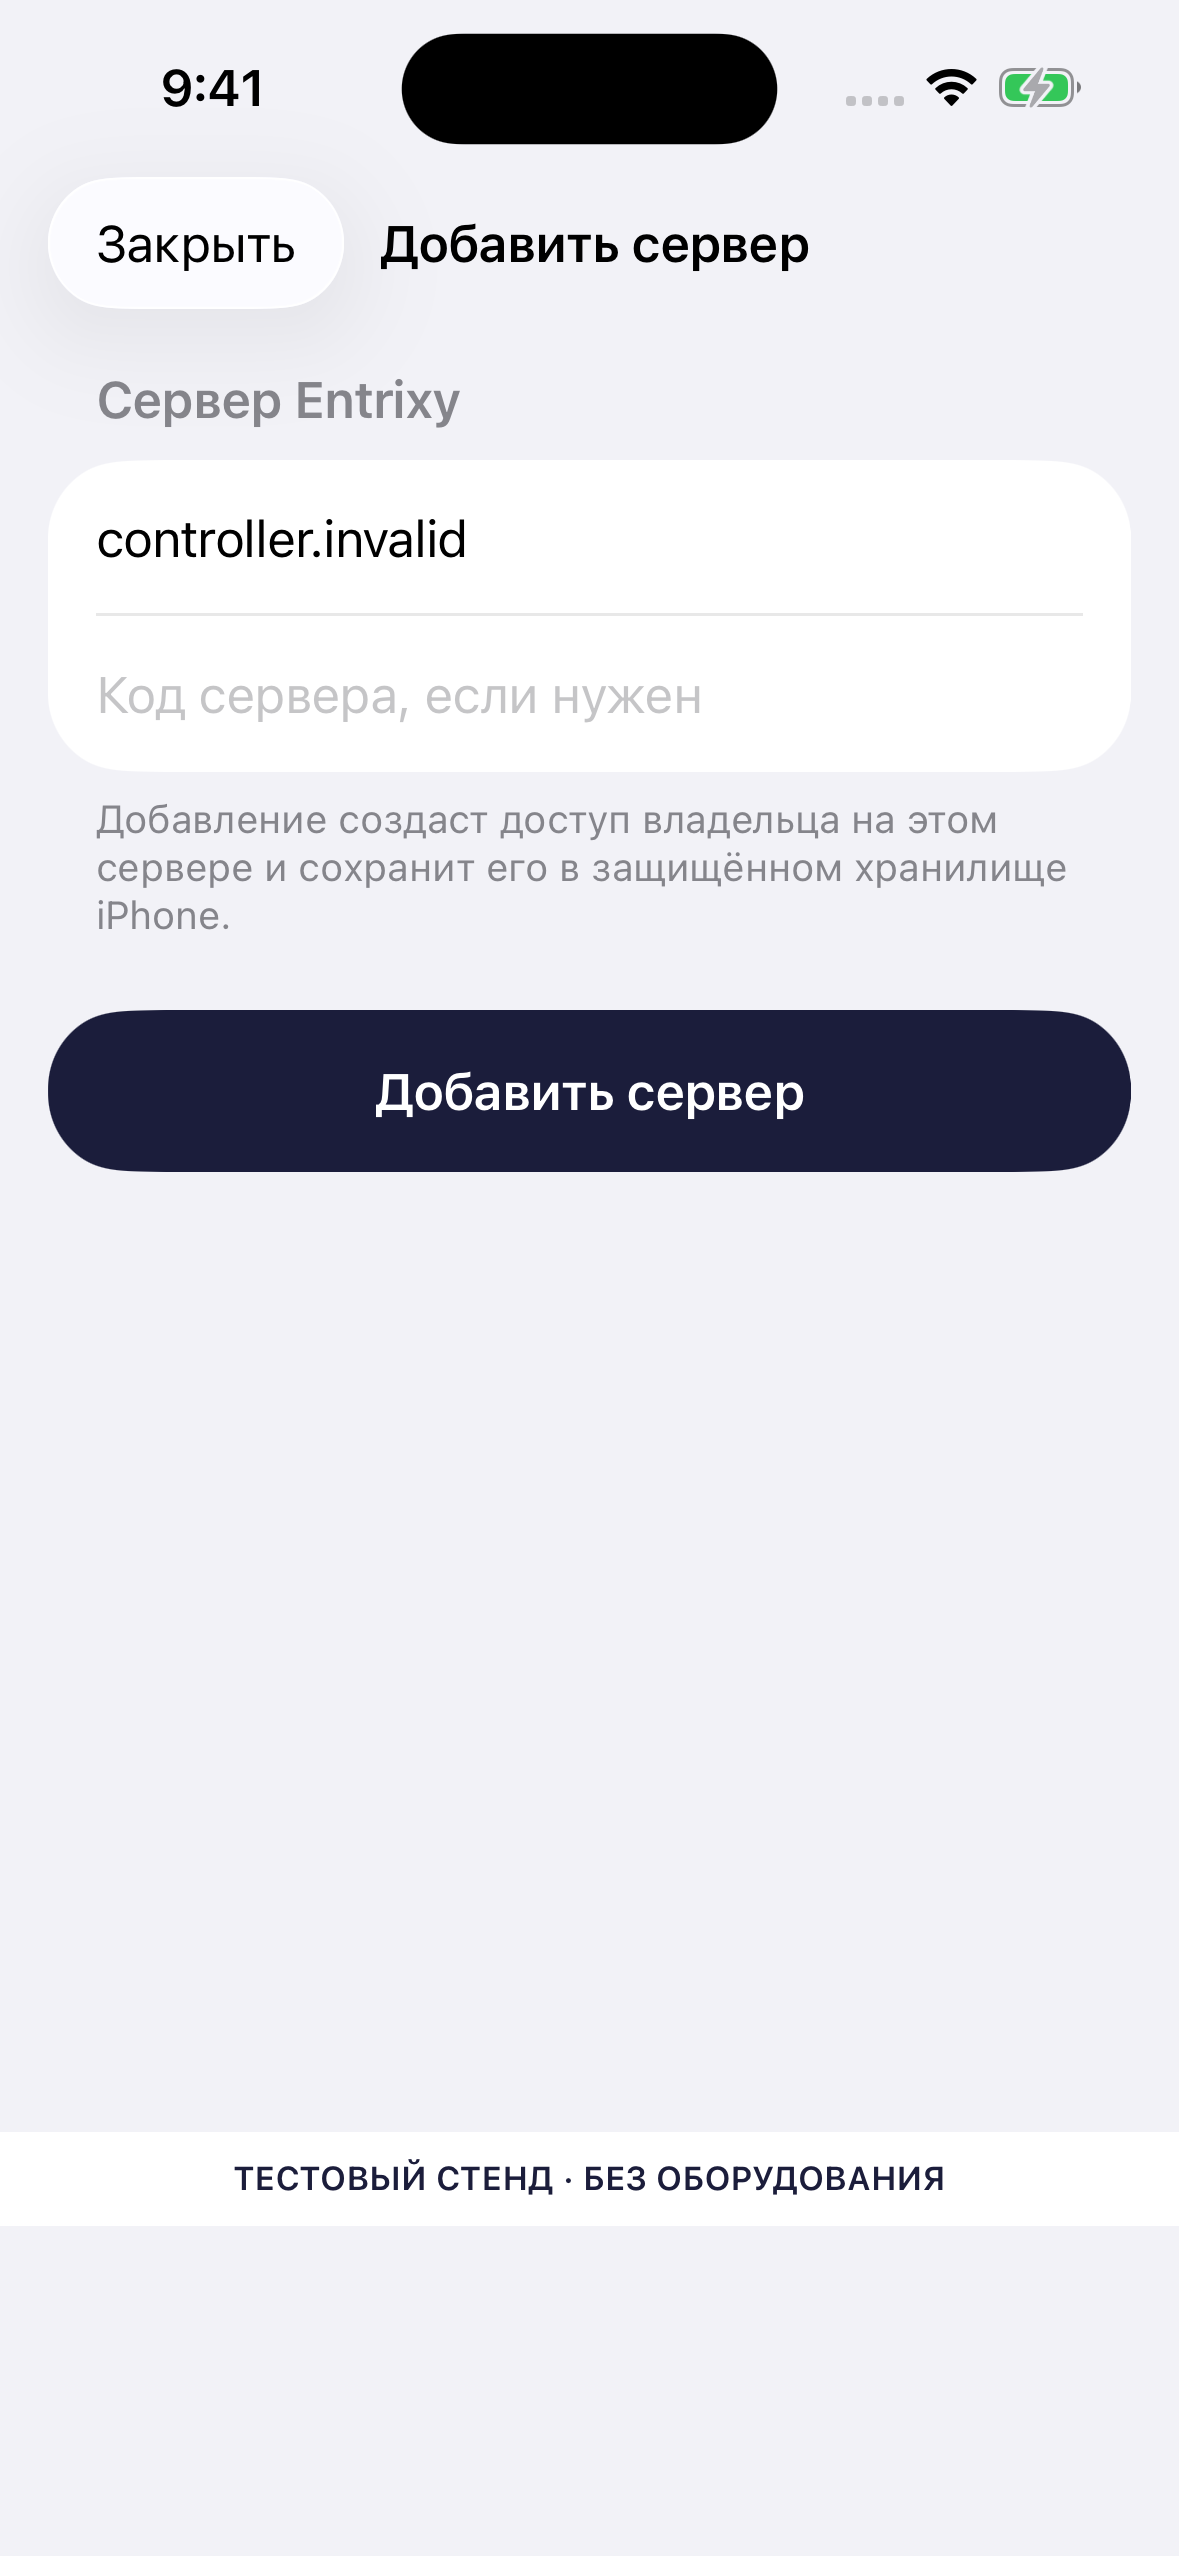 9:41
Закрыть
Добавить сервер
Сервер Entrixy
controller.invalid
Код сервера, если нужен
Добавление создаст доступ владельца на этом
сервере и сохранит его в защищённом хранилище
iPhone.
Добавить сервер
ТЕСТОВЫЙ СТЕНД · БЕЗ ОБОРУДОВАНИЯ